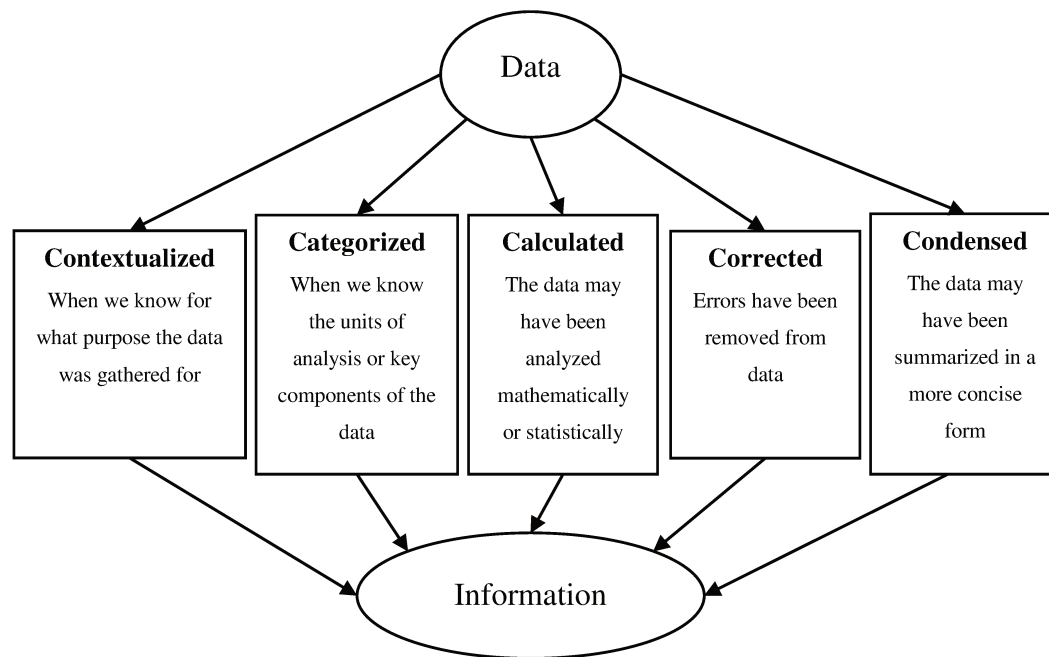 Data
Contextualized
When we know for
what purpose the data
was gathered for
Categorized
When we know
the units of
analysis or key
components of the
data
Calculated
The data may
have been
analyzed
mathematically
or statistically
Corrected
Errors have been
removed from
data
Condensed
The data may
have been
summarized in a
more concise
form
Information